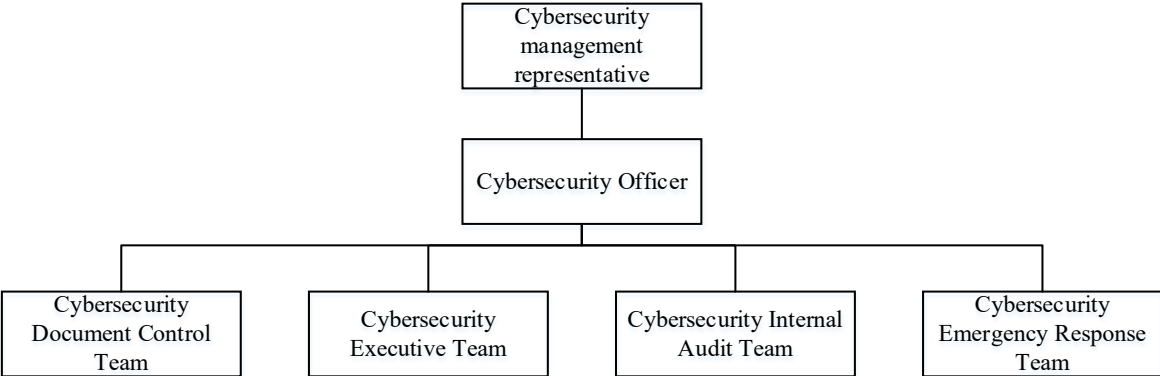 Cybersecurity
management
representative
Cybersecurity Officer
Cybersecurity
Document Control
Team
Cybersecurity
Executive Team
Cybersecurity Internal
Audit Team
Cybersecurity
Emergency Response
Team